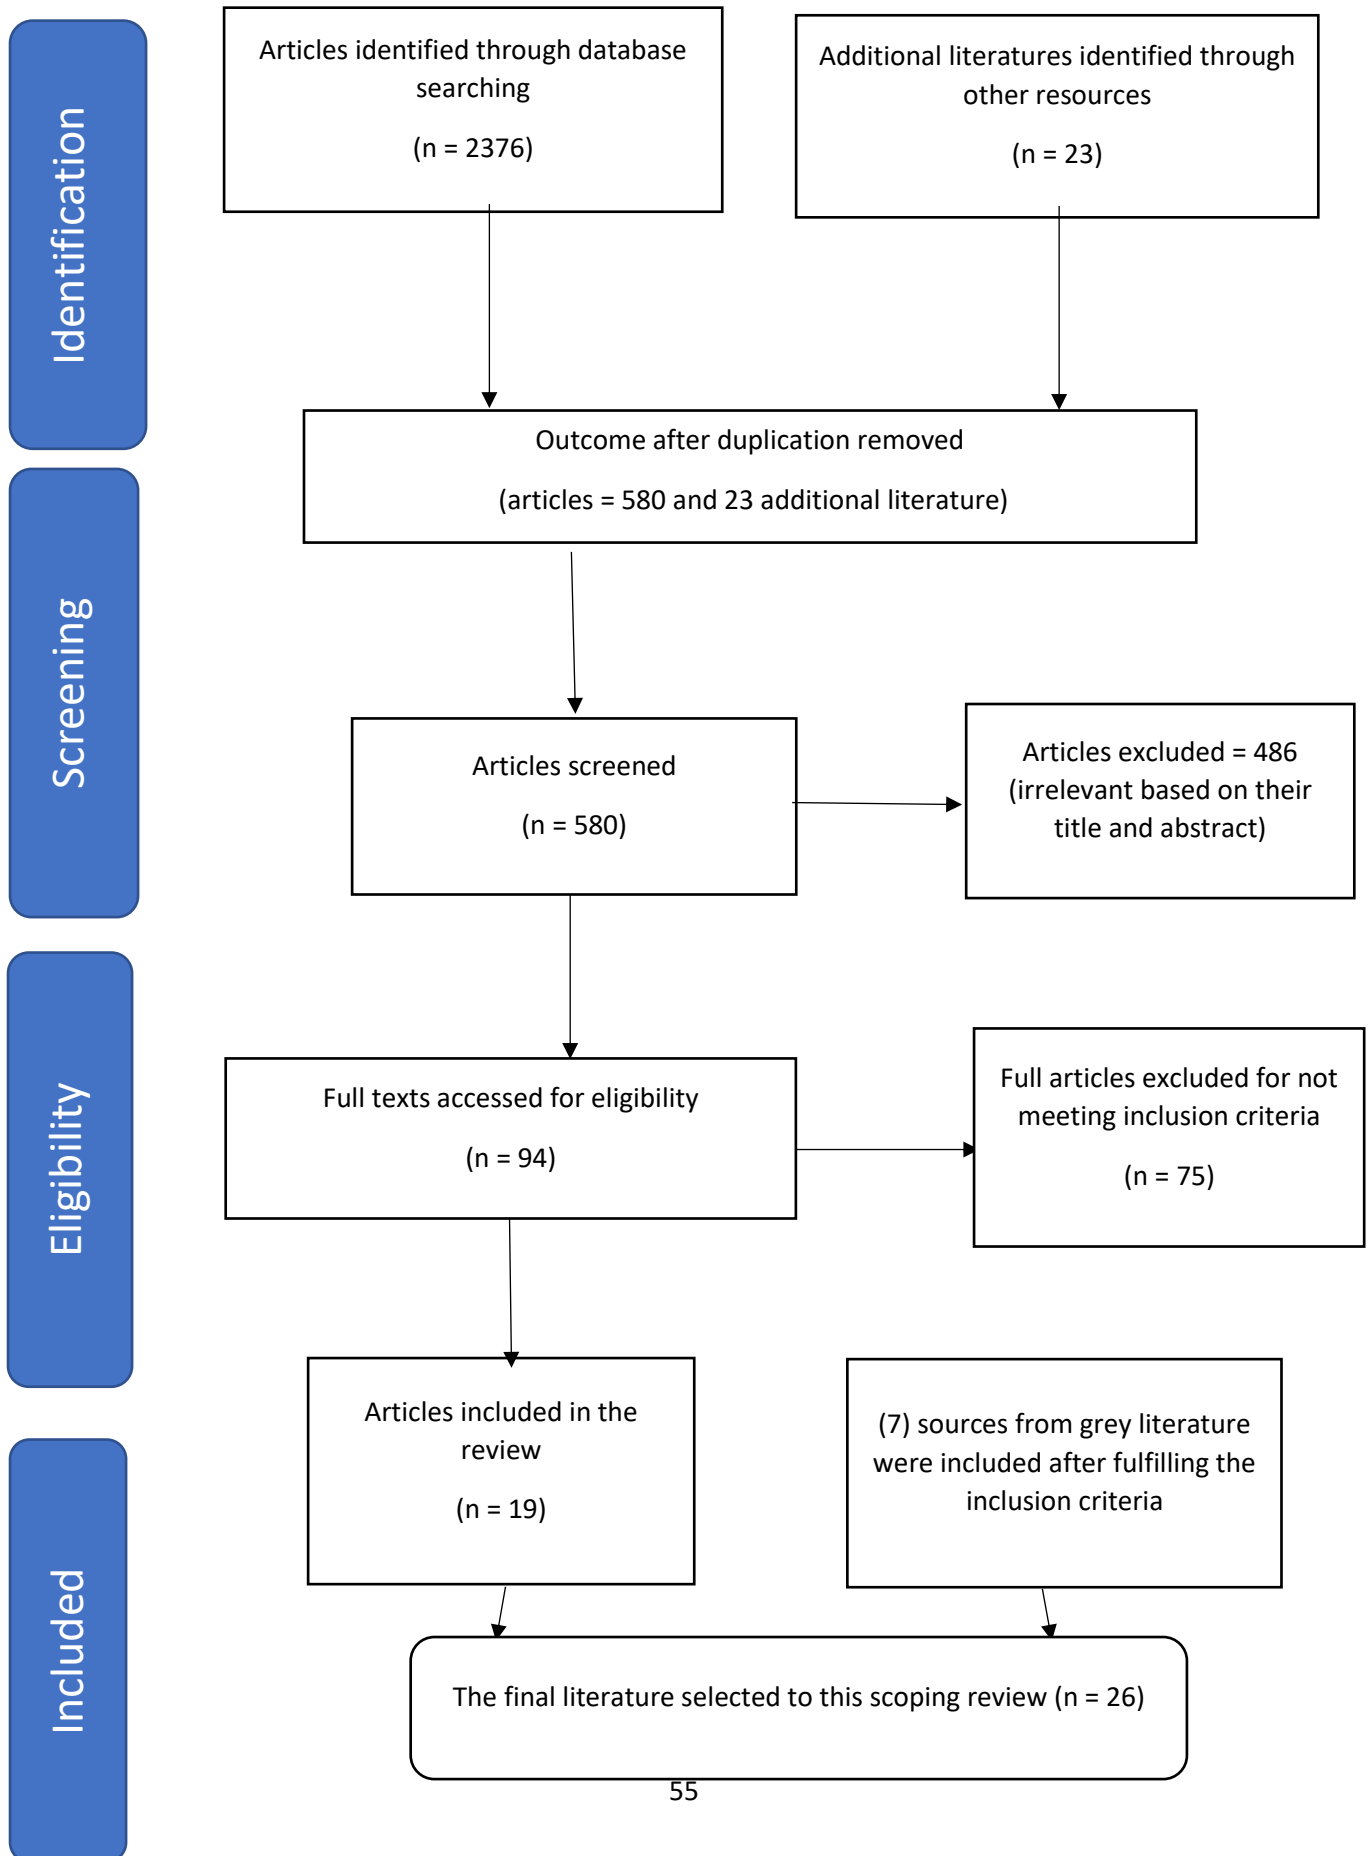 Identification
Articles identified through database
searching
(n = 2376)
Additional literatures identified through
other resources
(n = 23)
Outcome after duplication removed
(articles = 580 and 23 additional literature)
Screening
Articles screened
(n = 580)
Articles excluded = 486
(irrelevant based on their
title and abstract)
Eligibility
Full texts accessed for eligibility
(n = 94)
Full articles excluded for not
meeting inclusion criteria
(n = 75)
Included
Articles included in the
review
(n = 19)
(7) sources from grey literature
were included after fulfilling the
inclusion criteria
The final literature selected to this scoping review (n = 26)
55